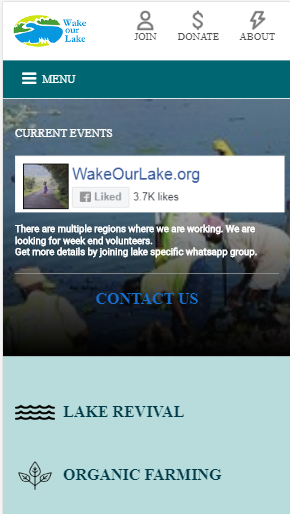 Wake
our
Lake
JOIN DONATE ABOUT
MENU
CURRENT EVENTS
WakeOurLake.org
Liked 3.7K likes
There are multiple regions where we are working. We are
looking for week end volunteers.
Get more details by joining lake specific whatsapp group.
CONTACT US
LAKE REVIVAL
ORGANIC FARMING